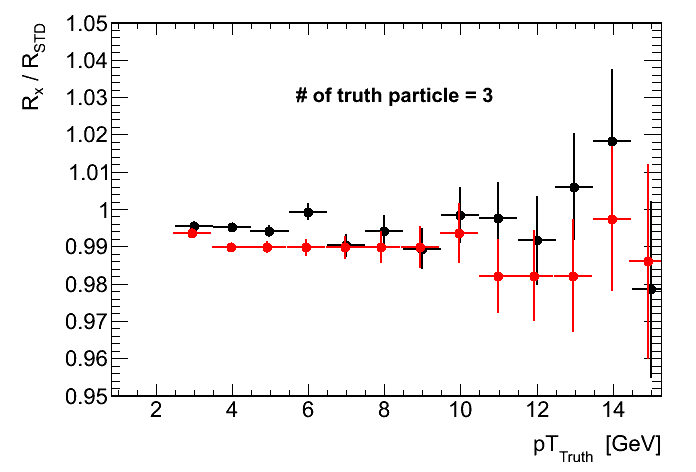 R_x / R_STD
1.05
1.04
1.03
1.02
1.01
1
0.99
0.98
0.97
0.96
0.95
# of truth particle = 3
2 4 6 8 10 12 14
pT_Truth [GeV]